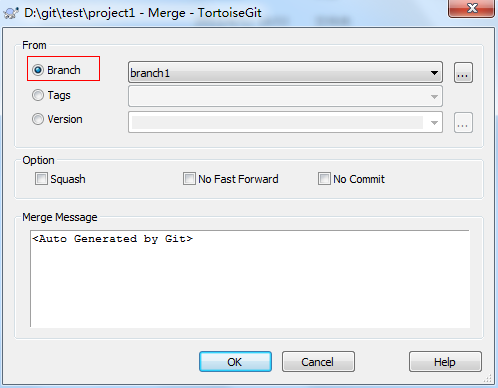 D:\git\test\project1 - Merge - TortoiseGit
From
Branch
branch1
...
Tags
Version
...
Option
Squash
No Fast Forward
No Commit
Merge Message
<Auto Generated by Git>
OK
Cancel
Help